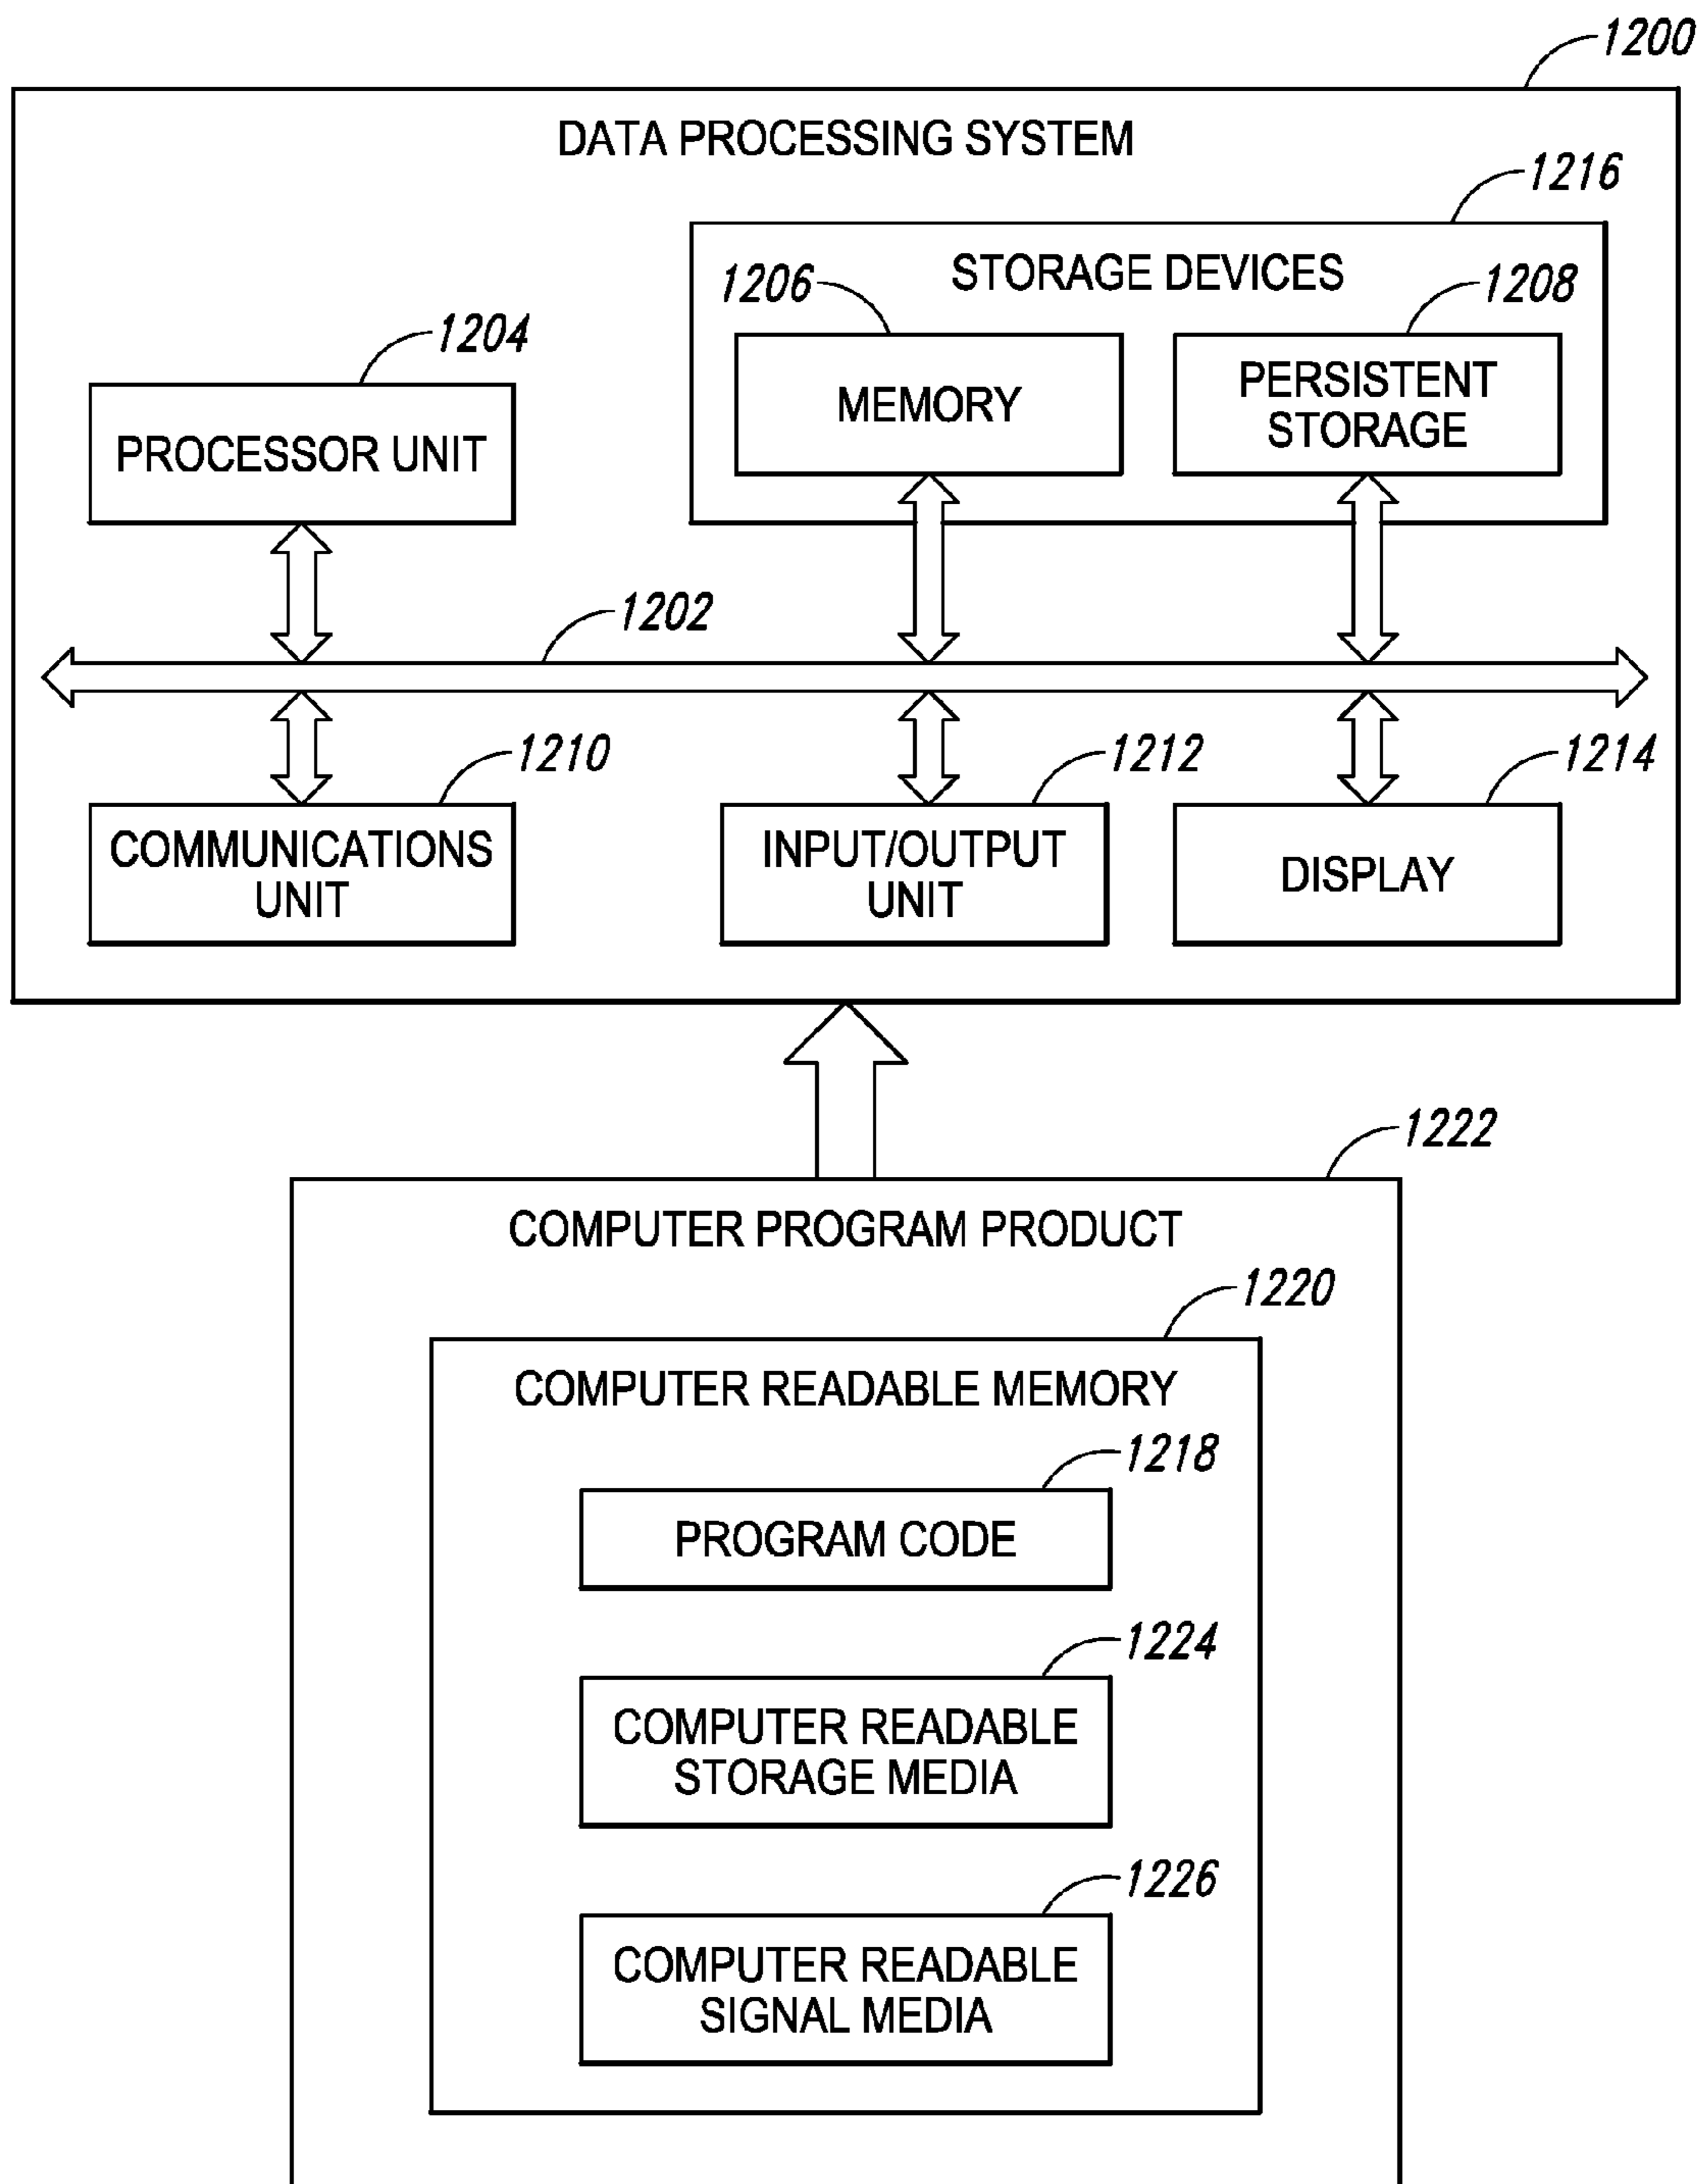 1200
DATA PROCESSING SYSTEM
1216
STORAGE DEVICES
1206
1208
1204
MEMORY
PERSISTENT
STORAGE
PROCESSOR UNIT
1202
1210
1212
1214
COMMUNICATIONS
UNIT
INPUT/OUTPUT
UNIT
DISPLAY
1222
COMPUTER PROGRAM PRODUCT
1220
COMPUTER READABLE MEMORY
1218
PROGRAM CODE
1224
COMPUTER READABLE
STORAGE MEDIA
1226
COMPUTER READABLE
SIGNAL MEDIA